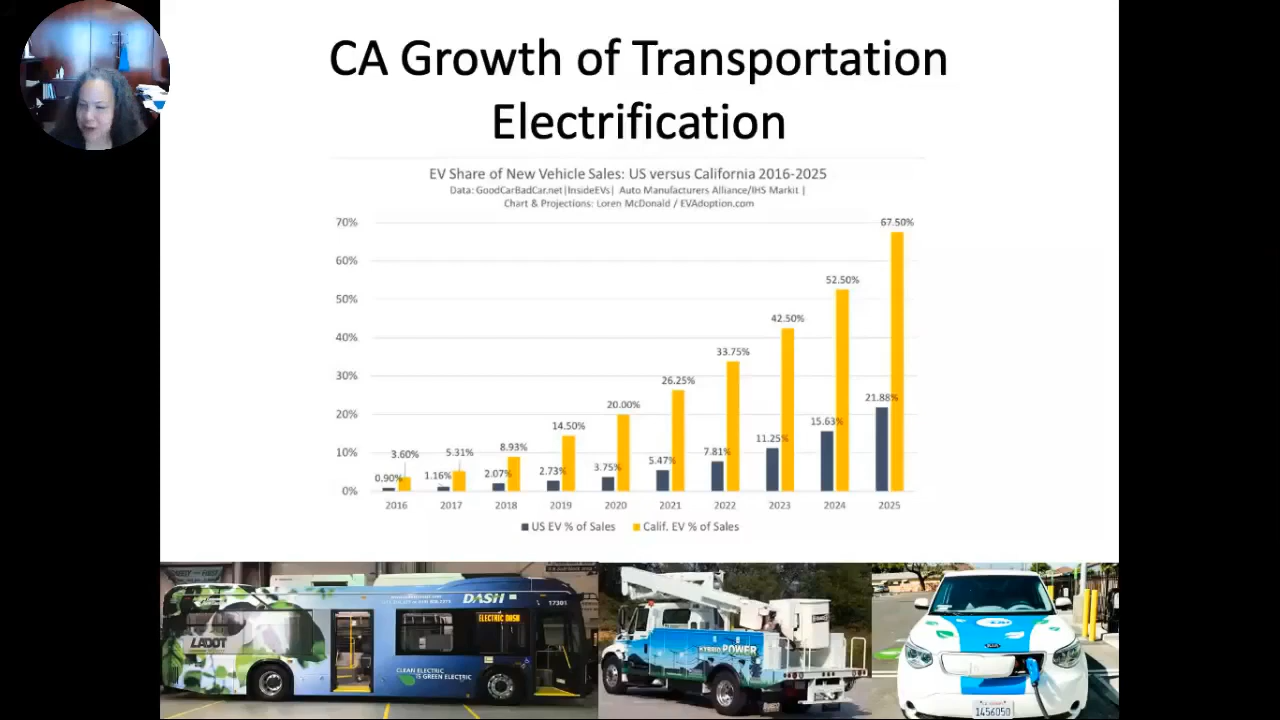 CA Growth of Transportation
Electrification
EV Share of New Vehicle Sales: US versus California 2016-2025
Data: GoodCarBadCar.net|InsideEVs| Auto Manufacturers Alliance/IHS Markit |
Chart & Projections: Loren McDonald / EVAdoption.com
70%
60%
50%
40%
30%
20%
10%
0%
0.90%
3.60%
1.16%
5.31%
2.07%
8.93%
2.73%
14.50%
3.75%
20.00%
5.47%
26.25%
7.81%
33.75%
11.25%
42.50%
15.63%
52.50%
21.88%
67.50%
2016 2017 2018 2019 2020 2021 2022 2023 2024 2025
US EV % of Sales Calif. EV % of Sales
DASH
17301
ELECTRIC DASH
LADOT
CLEAN ELECTRIC
IS GREEN ELECTRIC
HYBRID POWER
KIA
1456050